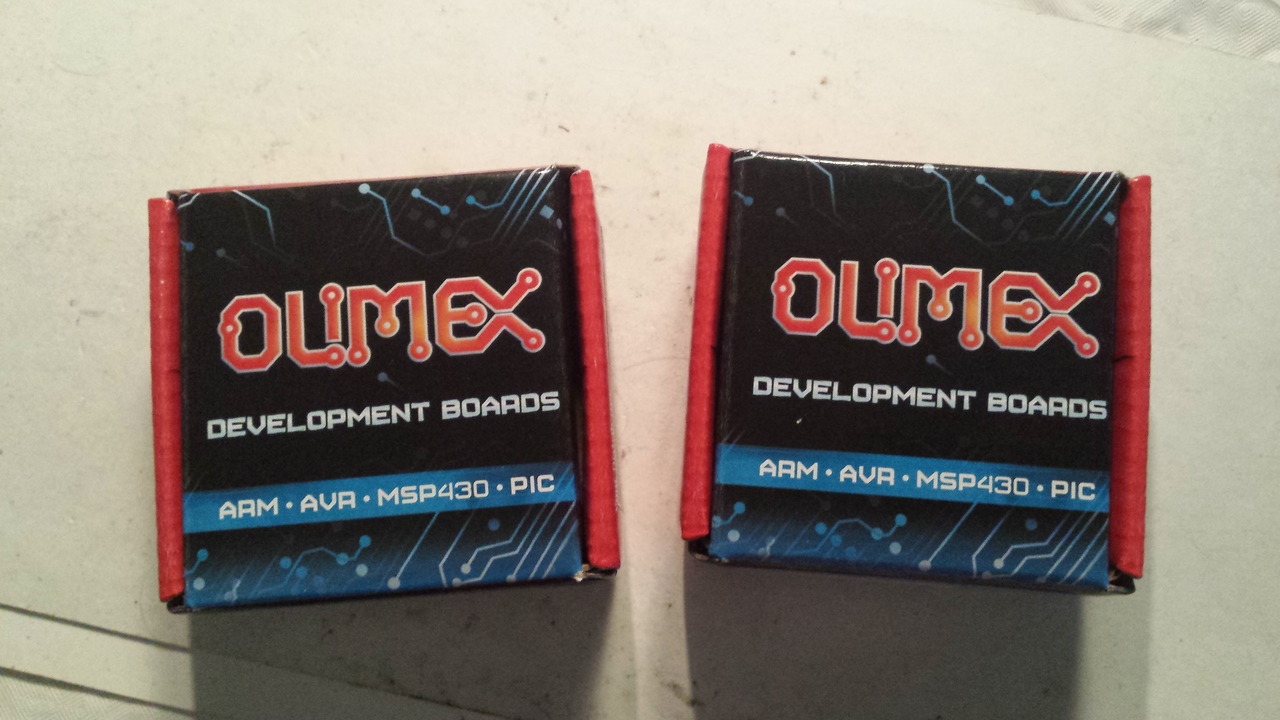 OLIMEX
DEVELOPMENT BOARDS
ARM • AVR • MSP430 • PIC
OLIMEX
DEVELOPMENT BOARDS
ARM • AVR • MSP430 • PIC